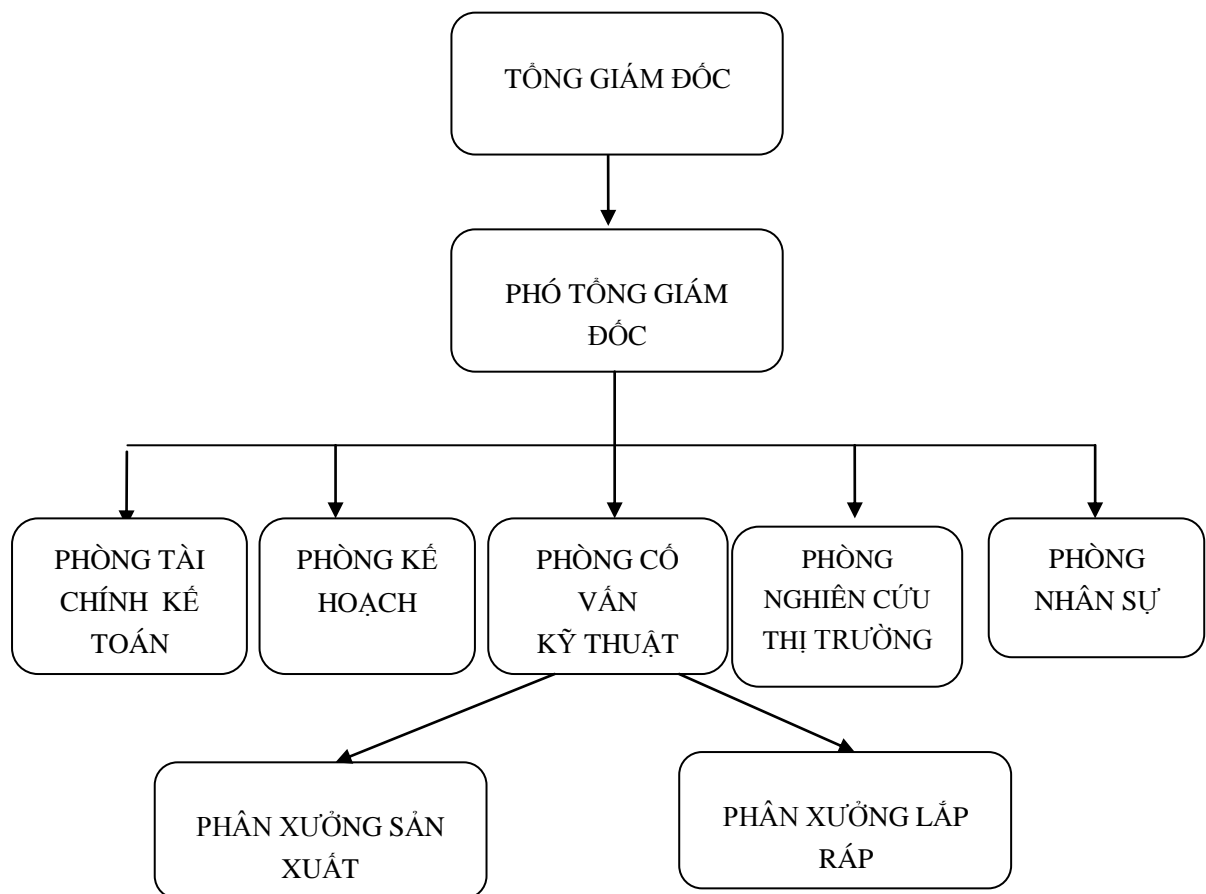 TỔNG GIÁM ĐỐC
PHÓ TỔNG GIÁM
ĐỐC
PHÒNG TÀI
CHÍNH KẾ
TOÁN
PHÒNG KẾ
HOẠCH
PHÒNG CỐ
VẤN
KỸ THUẬT
PHÒNG
NGHIÊN CỨU
THỊ TRƯỜNG
PHÒNG
NHÂN SỰ
PHÂN XƯỞNG SẢN
XUẤT
PHÂN XƯỞNG LẮP
RÁP